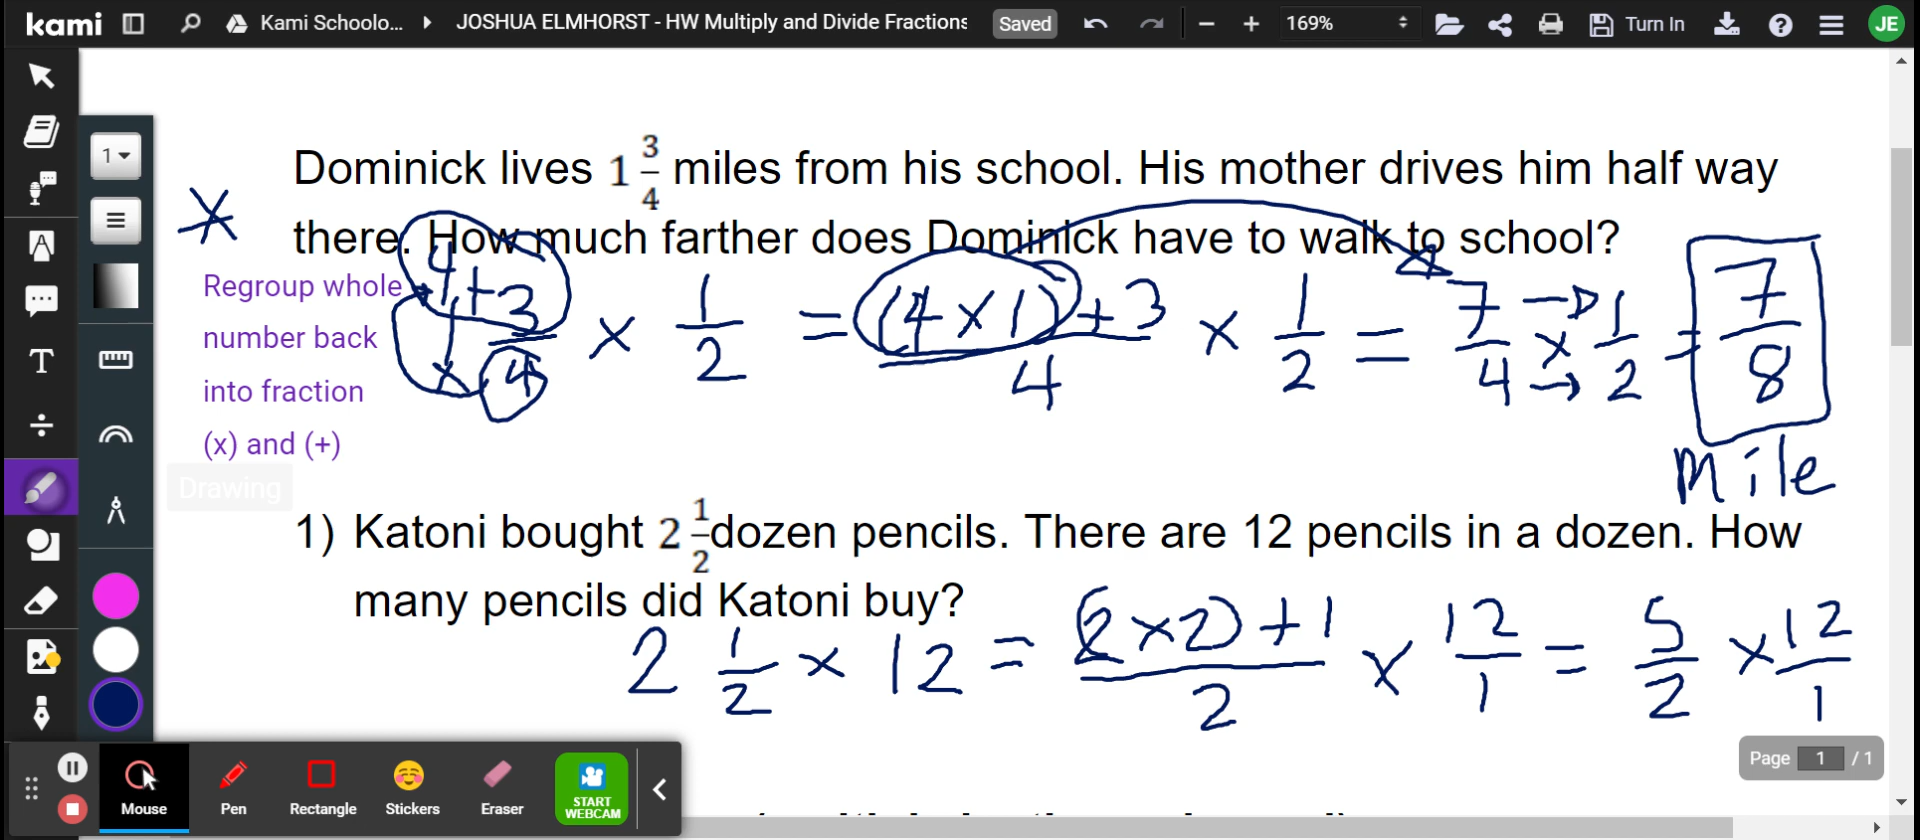 kami Kami Schoolo... JOSHUA ELMHORST - HW Multiply and Divide Fractions Saved 169% Turn In JE
1
Dominick lives 1 3/4 miles from his school. His mother drives him half way
there. How much farther does Dominick have to walk to school?
Regroup whole
number back
into fraction
(x) and (+)
4 + 3
1 x 4 × 1/2 = (4 × 1) + 3 / 4 × 1/2 = 7/4 × 1/2 = 7/8
Mile
Drawing
1) Katoni bought 2 1/2 dozen pencils. There are 12 pencils in a dozen. How
many pencils did Katoni buy?
2 1/2 × 12 = (2 × 2) + 1 / 2 × 12/1 = 5/2 × 12/1
Page 1 / 1
Mouse Pen Rectangle Stickers Eraser START WEBCAM